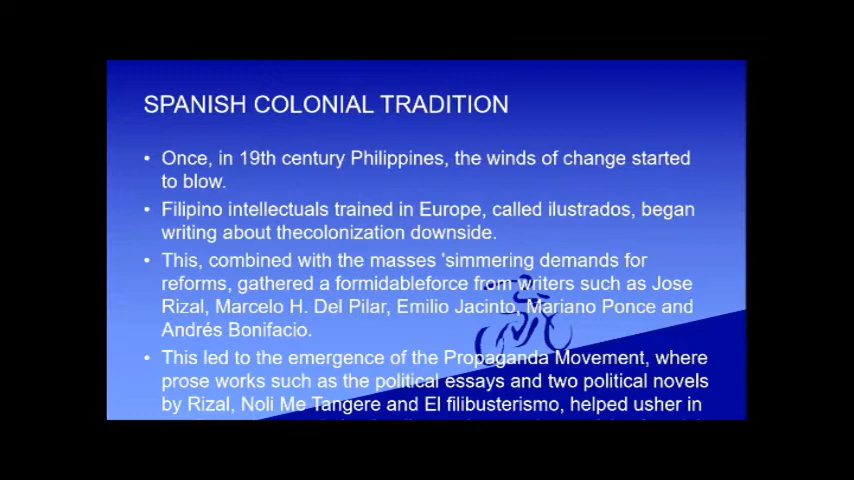 SPANISH COLONIAL TRADITION
• Once, in 19th century Philippines, the winds of change started
to blow.
• Filipino intellectuals trained in Europe, called ilustrados, began
writing about thecolonization downside.
• This, combined with the masses 'simmering demands for
reforms, gathered a formidableforce from writers such as Jose
Rizal, Marcelo H. Del Pilar, Emilio Jacinto, Mariano Ponce and
Andrés Bonifacio.
• This led to the emergence of the Propaganda Movement, where
prose works such as the political essays and two political novels
by Rizal, Noli Me Tangere and El filibusterismo, helped usher in